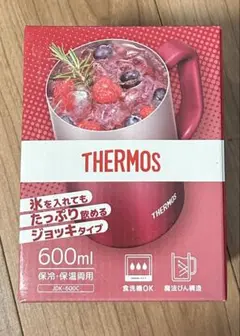 THERMOS
THERMOS
氷を入れても
たっぷり飲める
ジョッキタイプ
600ml
保冷・保温両用
JDK-600C
食洗機OK
魔法びん構造